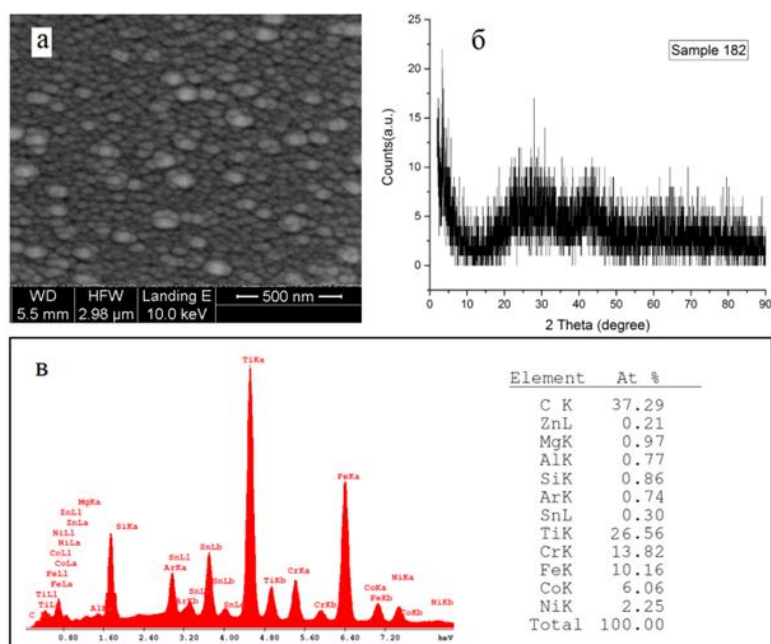 а
WD HFW Landing E 500 nm
5.5 mm 2.98 µm 10.0 keV
б
Sample 182
Counts(a.u.)
25
20
15
10
5
0
0 10 20 30 40 50 60 70 80 90
2 Theta (degree)
в
TiKa
FeKa
MgKa
ZnLl
ZnLa
NiLl
NiLa
CoLl
CoLa
FeLl
FeLa
TiLl
C
SiKa
SnLl
ArKa
ArKb
SnLb
SnLb
TiKb
CrKa
CrKb
CoKa
FeKb
NiKa
CoKb
NiKb
0.80 1.60 2.40 3.20 4.00 4.80 5.60 6.40 7.20 keV
Element At %
C K 37.29
ZnL 0.21
MgK 0.97
AlK 0.77
SiK 0.86
ArK 0.74
SnL 0.30
TiK 26.56
CrK 13.82
FeK 10.16
CoK 6.06
NiK 2.25
Total 100.00